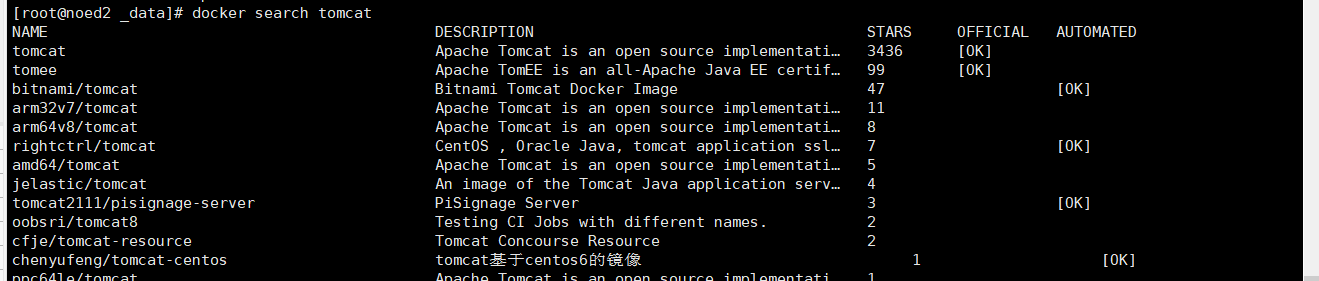 [root@noed2 _data]# docker search tomcat
NAME DESCRIPTION STARS OFFICIAL AUTOMATED
tomcat Apache Tomcat is an open source implementati… 3436 [OK]
tomee Apache TomEE is an all-Apache Java EE certif… 99 [OK]
bitnami/tomcat Bitnami Tomcat Docker Image 47 [OK]
arm32v7/tomcat Apache Tomcat is an open source implementati… 11
arm64v8/tomcat Apache Tomcat is an open source implementati… 8
rightctrl/tomcat CentOS , Oracle Java, tomcat application ssl… 7 [OK]
amd64/tomcat Apache Tomcat is an open source implementati… 5
jelastic/tomcat An image of the Tomcat Java application serv… 4
tomcat2111/pisignage-server PiSignage Server 3 [OK]
oobsri/tomcat8 Testing CI Jobs with different names. 2
cfje/tomcat-resource Tomcat Concourse Resource 2
chenyufeng/tomcat-centos tomcat基于centos6的镜像 1 [OK]
ppc64le/tomcat Apache Tomcat is an open source implementati… 1